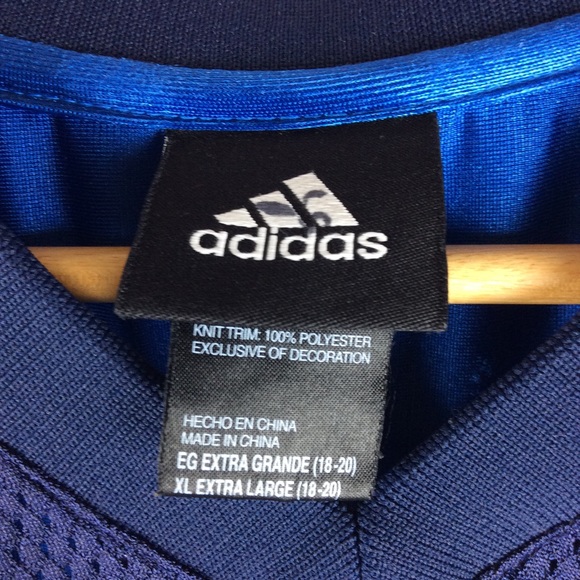 adidas
KNIT TRIM: 100% POLYESTER
EXCLUSIVE OF DECORATION
HECHO EN CHINA
MADE IN CHINA
EG EXTRA GRANDE (18-20)
XL EXTRA LARGE (18-20)